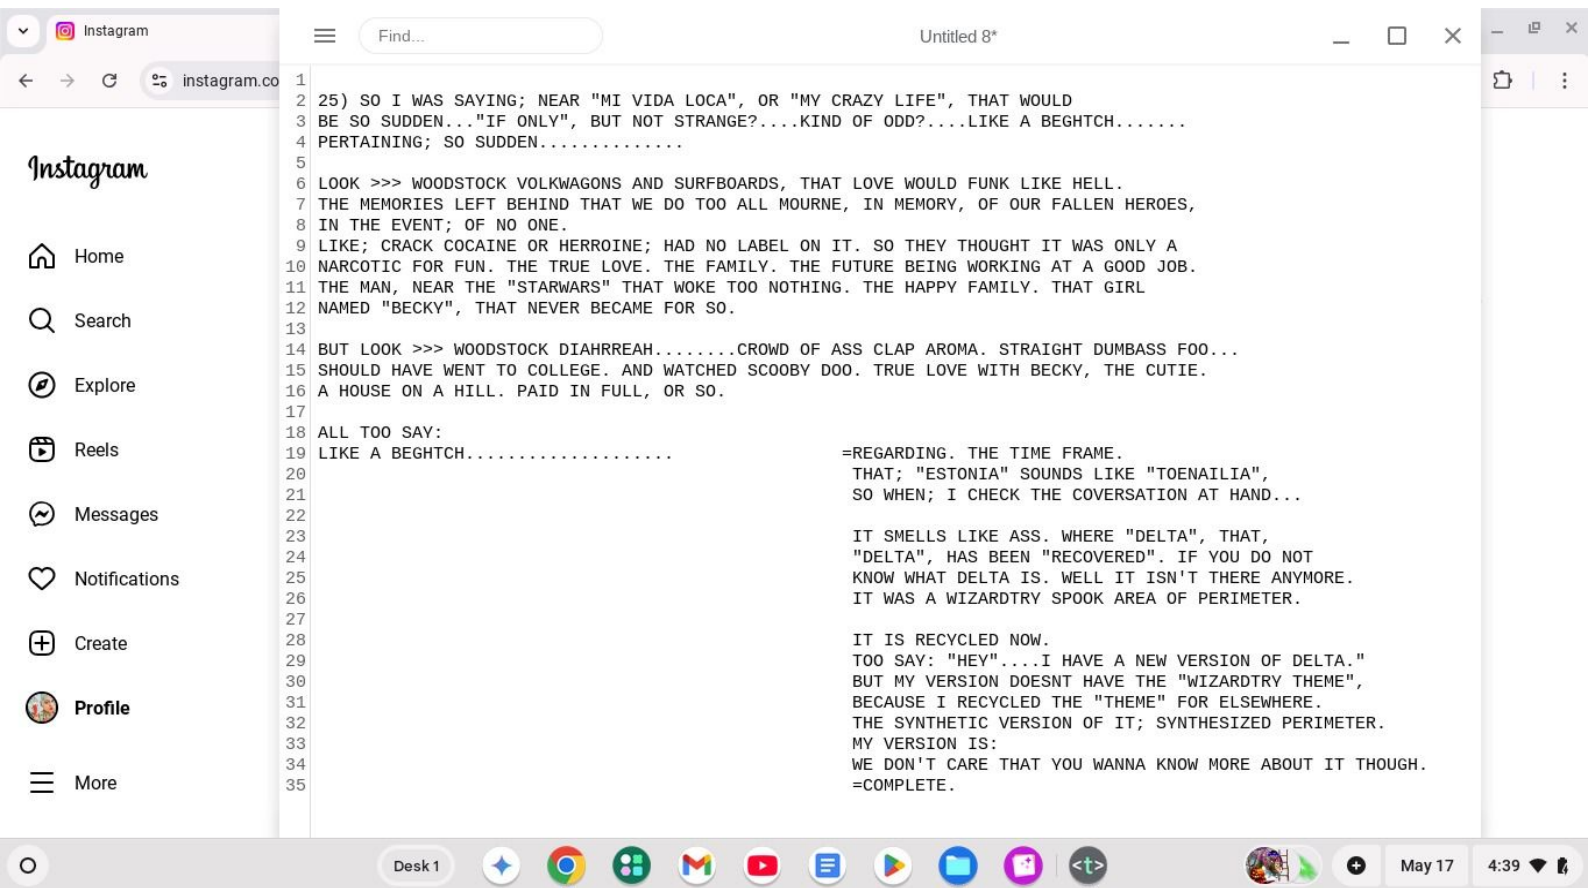 Instagram
Find...
Untitled 8*
instagram.co
Instagram
Home
Search
Explore
Reels
Messages
Notifications
Create
Profile
More
1
2 25) SO I WAS SAYING; NEAR "MI VIDA LOCA", OR "MY CRAZY LIFE", THAT WOULD
3 BE SO SUDDEN..."IF ONLY", BUT NOT STRANGE?....KIND OF ODD?....LIKE A BEGHTCH.......
4 PERTAINING; SO SUDDEN..............
5
6 LOOK >>> WOODSTOCK VOLKWAGONS AND SURFBOARDS, THAT LOVE WOULD FUNK LIKE HELL.
7 THE MEMORIES LEFT BEHIND THAT WE DO TOO ALL MOURNE, IN MEMORY, OF OUR FALLEN HEROES,
8 IN THE EVENT; OF NO ONE.
9 LIKE; CRACK COCAINE OR HERROINE; HAD NO LABEL ON IT. SO THEY THOUGHT IT WAS ONLY A
10 NARCOTIC FOR FUN. THE TRUE LOVE. THE FAMILY. THE FUTURE BEING WORKING AT A GOOD JOB.
11 THE MAN, NEAR THE "STARWARS" THAT WOKE TOO NOTHING. THE HAPPY FAMILY. THAT GIRL
12 NAMED "BECKY", THAT NEVER BECAME FOR SO.
13
14 BUT LOOK >>> WOODSTOCK DIAHRREAH........CROWD OF ASS CLAP AROMA. STRAIGHT DUMBASS FOO...
15 SHOULD HAVE WENT TO COLLEGE. AND WATCHED SCOOBY DOO. TRUE LOVE WITH BECKY, THE CUTIE.
16 A HOUSE ON A HILL. PAID IN FULL, OR SO.
17
18 ALL TOO SAY:
19 LIKE A BEGHTCH.................... =REGARDING. THE TIME FRAME.
20 THAT; "ESTONIA" SOUNDS LIKE "TOENAILIA",
21 SO WHEN; I CHECK THE COVERSATION AT HAND...
22
23 IT SMELLS LIKE ASS. WHERE "DELTA", THAT,
24 "DELTA", HAS BEEN "RECOVERED". IF YOU DO NOT
25 KNOW WHAT DELTA IS. WELL IT ISN'T THERE ANYMORE.
26 IT WAS A WIZARDTRY SPOOK AREA OF PERIMETER.
27
28 IT IS RECYCLED NOW.
29 TOO SAY: "HEY"....I HAVE A NEW VERSION OF DELTA."
30 BUT MY VERSION DOESNT HAVE THE "WIZARDTRY THEME",
31 BECAUSE I RECYCLED THE "THEME" FOR ELSEWHERE.
32 THE SYNTHETIC VERSION OF IT; SYNTHESIZED PERIMETER.
33 MY VERSION IS:
34 WE DON'T CARE THAT YOU WANNA KNOW MORE ABOUT IT THOUGH.
35 =COMPLETE.
Desk 1
<t>
May 17
4:39